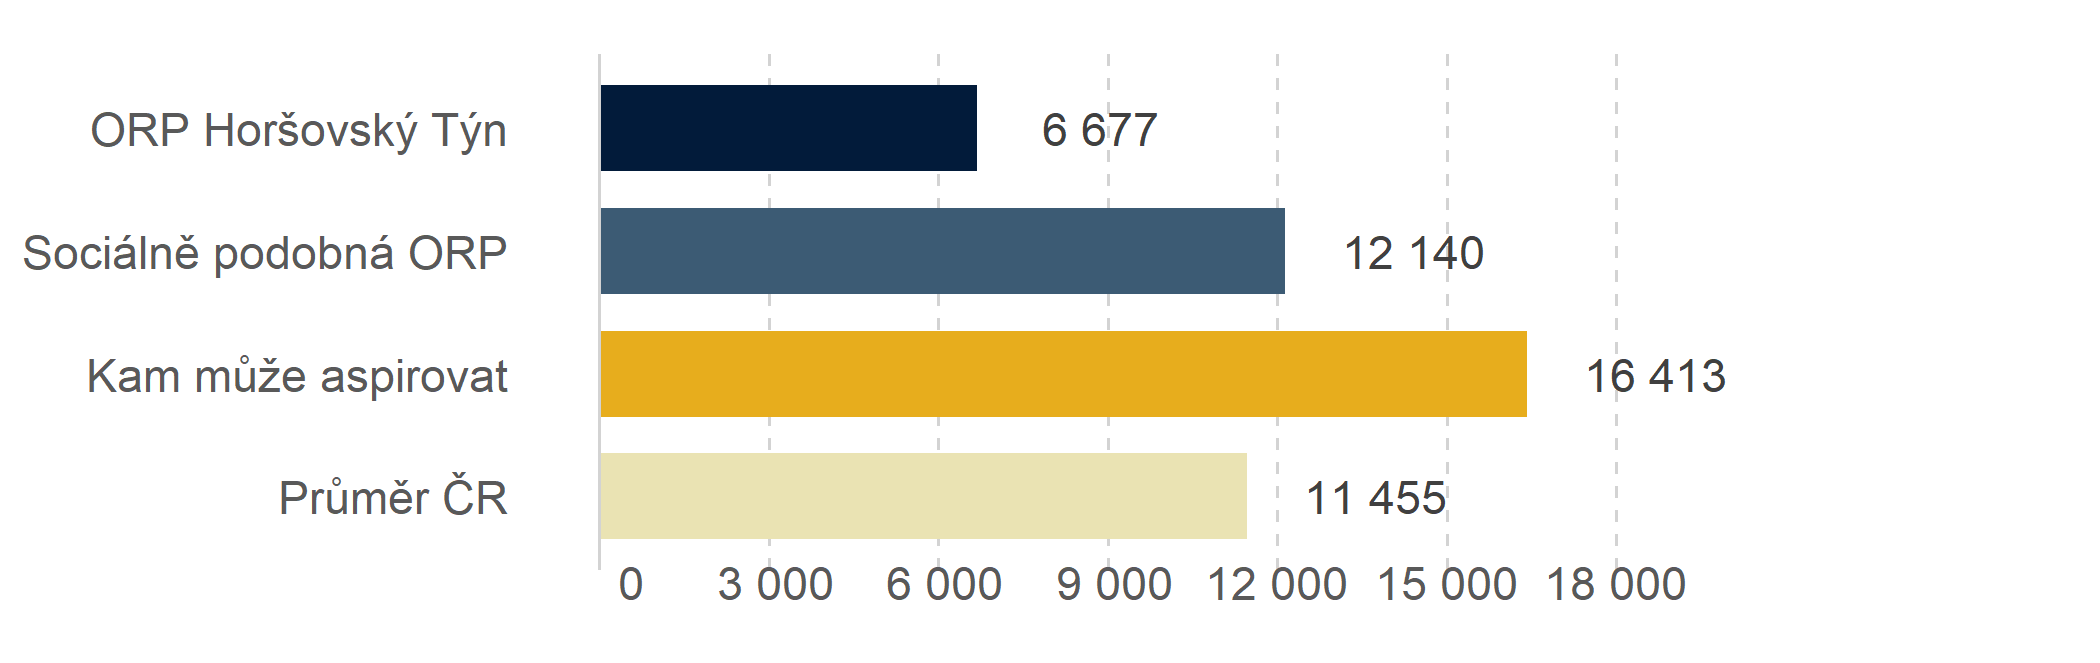 ORP Horšovský Týn 6 677
Sociálně podobná ORP 12 140
Kam může aspirovat 16 413
Průměr ČR 11 455
0 3 000 6 000 9 000 12 000 15 000 18 000